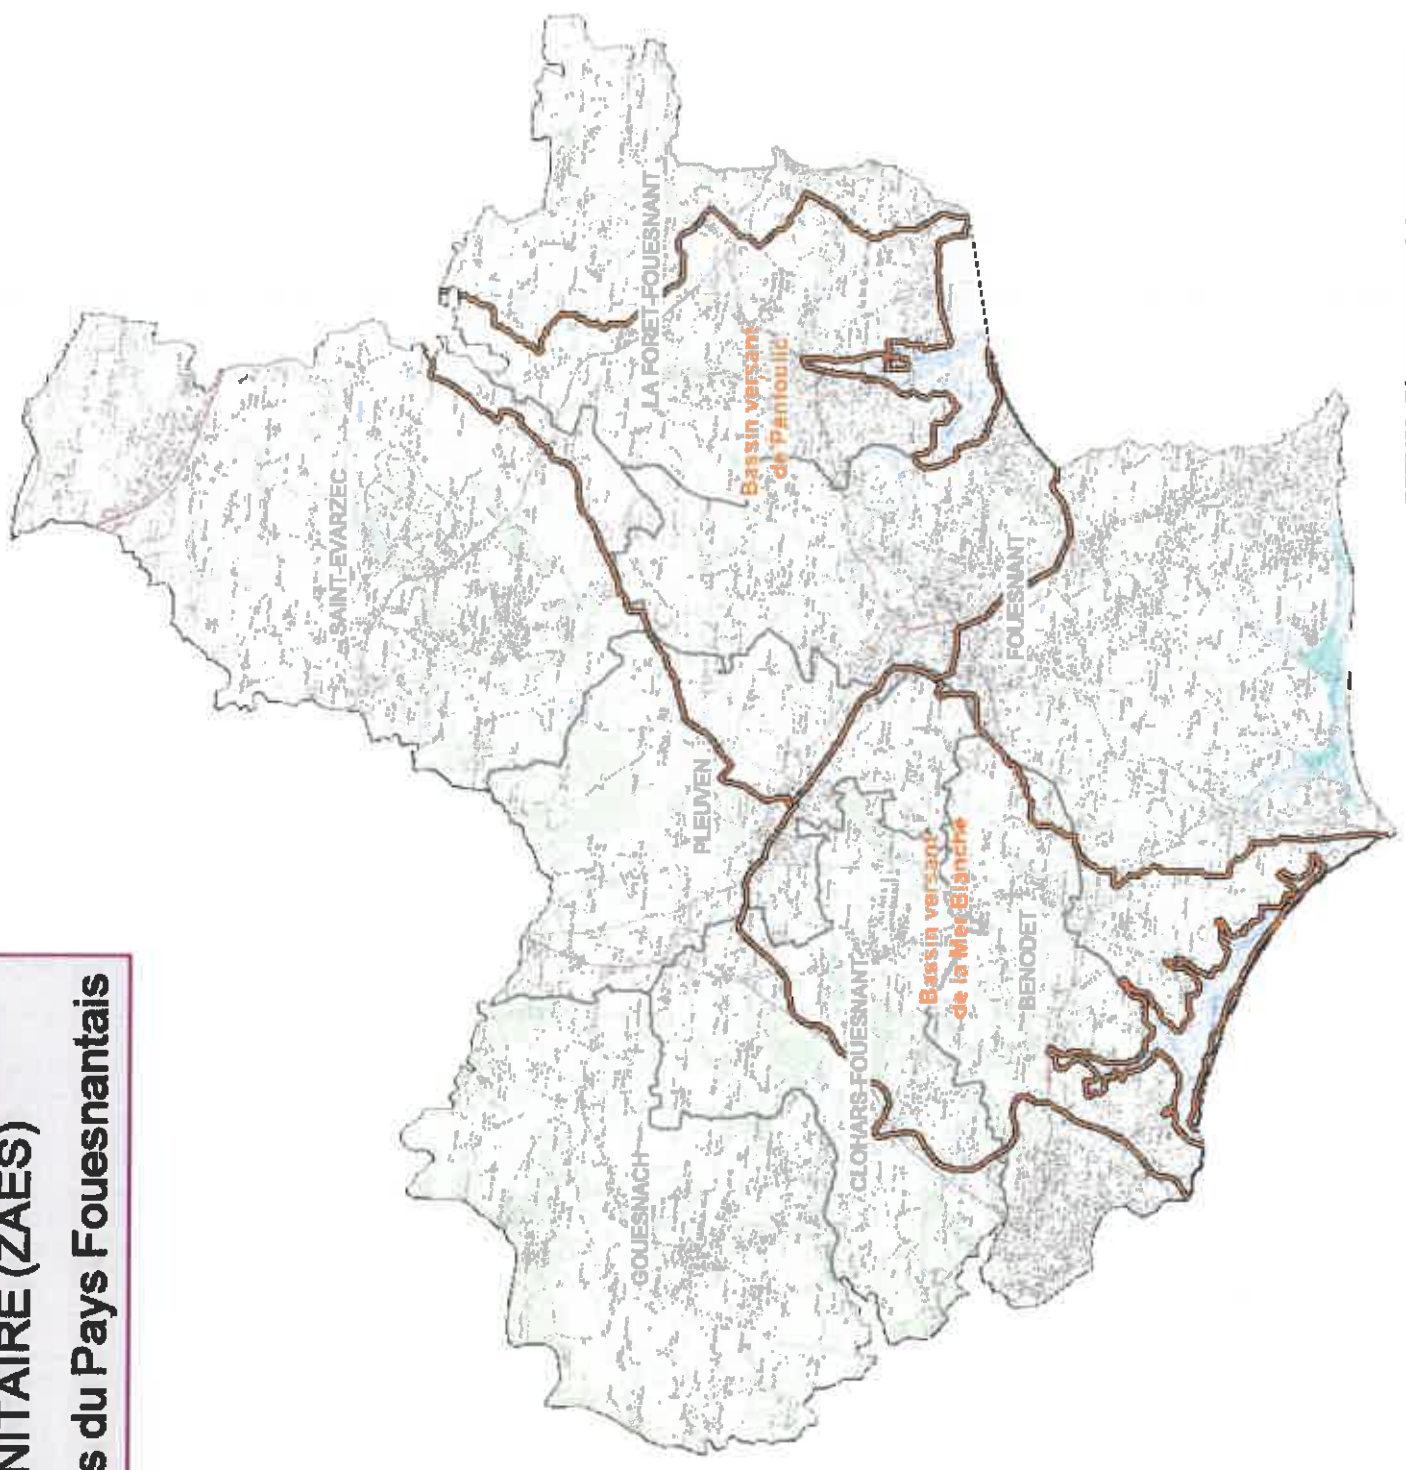 NITAIRE (ZAES)
s du Pays Fouesnantais
SAINT-EVARZEC
LA FORET-FOUESNANT
Bassin versant
de Penfoulic
PLEUVEN
FOUESNANT
Bassin versant
de la Mer Blanche
BENODET
CLOHARS-FOUESNANT
GOUESNACH